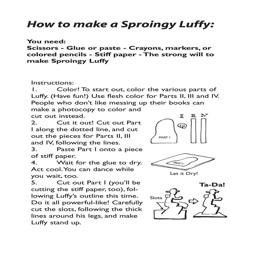 How to make a Sproingy Luffy:
You need:
Scissors - Glue or paste - Crayons, markers, or
colored pencils - Stiff paper - The strong will to
make Sproingy Luffy
Instructions:
1. Color! To start out, color the various parts of
Luffy. (Have fun!) Use flesh color for Parts II, III and IV.
People who don't like messing up their books can
make a photocopy to color and
cut out instead.
2. Cut it out! Cut out Part
I along the dotted line, and cut
out the pieces for Parts II, III
and IV, following the outlines.
3. Paste Part I onto a piece
of stiff paper.
4. Wait for the glue to dry.
Act cool. You can dance while
you wait, too.
5. Cut out Part I (you'll be
cutting the stiff paper, too), fol-
lowing Luffy's outline this time.
Do it all powerful-like! Carefully
cut the slots, following the thick
lines around his legs, and make
Luffy stand up.
PART I
Let it Dry!
Ta-Da!
Slots